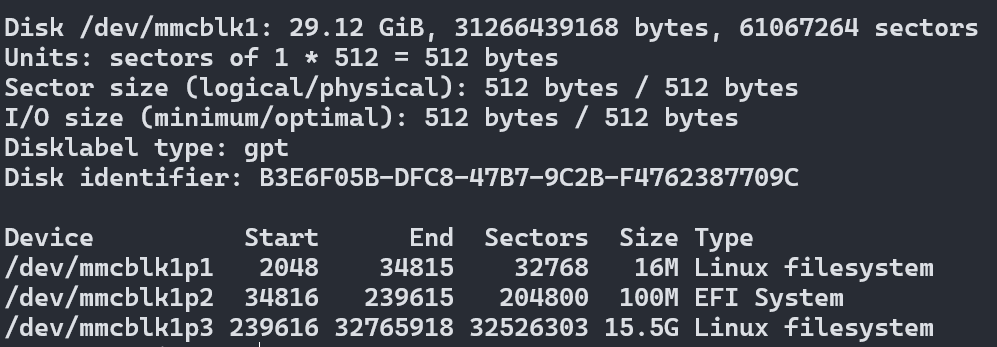 Disk /dev/mmcblk1: 29.12 GiB, 31266439168 bytes, 61067264 sectors
Units: sectors of 1 * 512 = 512 bytes
Sector size (logical/physical): 512 bytes / 512 bytes
I/O size (minimum/optimal): 512 bytes / 512 bytes
Disklabel type: gpt
Disk identifier: B3E6F05B-DFC8-47B7-9C2B-F4762387709C

Device          Start      End  Sectors  Size Type
/dev/mmcblk1p1   2048    34815    32768   16M Linux filesystem
/dev/mmcblk1p2  34816   239615   204800  100M EFI System
/dev/mmcblk1p3 239616 32765918 32526303 15.5G Linux filesystem